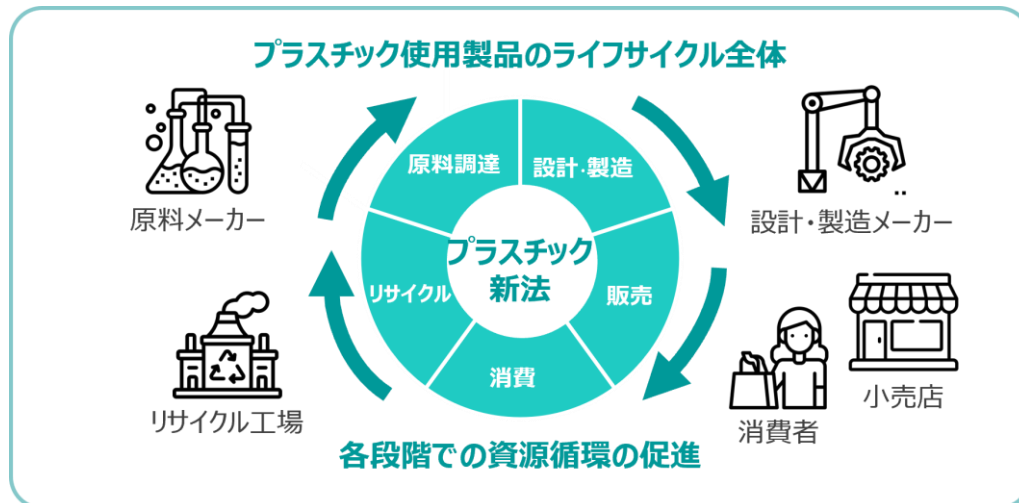 プラスチック使用製品のライフサイクル全体
原料メーカー
設計・製造メーカー
原料調達
設計・製造
プラスチック
新法
リサイクル
販売
消費
リサイクル工場
消費者
小売店
各段階での資源循環の促進